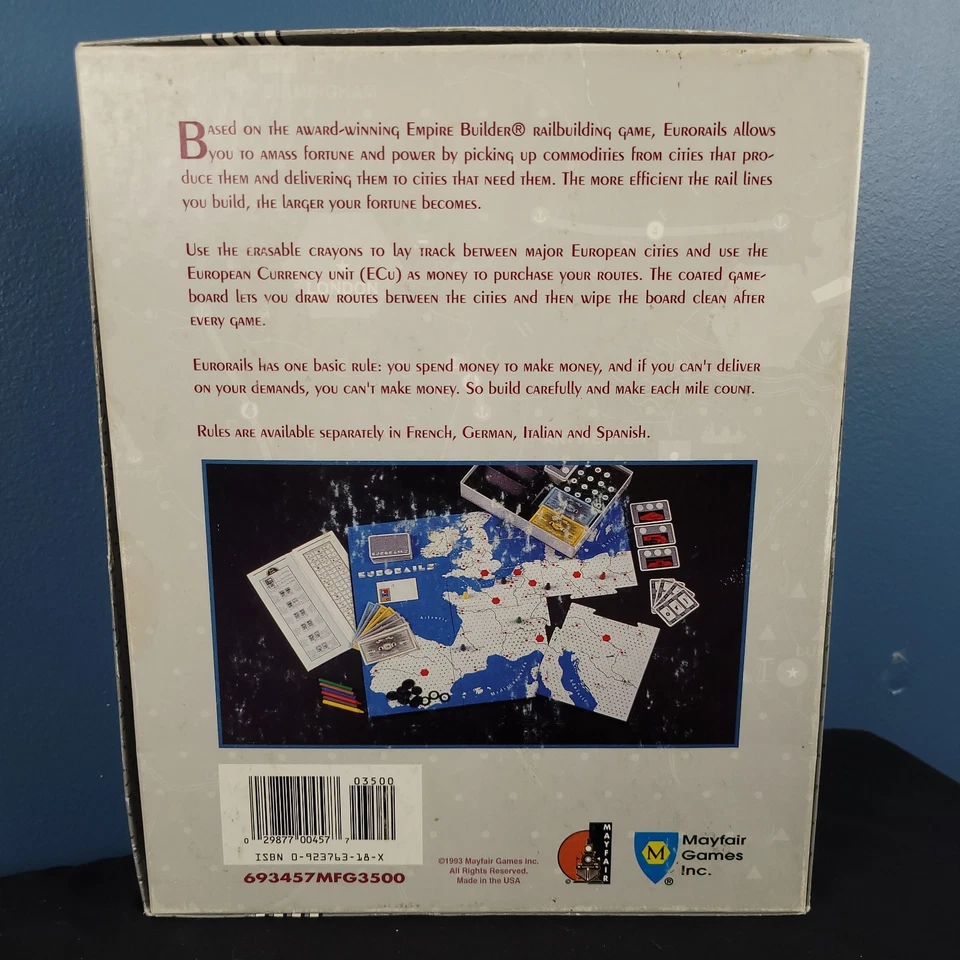 Based on the award-winning Empire Builder® railbuilding game, Eurorails allows
you to amass fortune and power by picking up commodities from cities that pro-
duce them and delivering them to cities that need them. The more efficient the rail lines
you build, the larger your fortune becomes.
Use the erasable crayons to lay track between major European cities and use the
European Currency unit (ECu) as money to purchase your routes. The coated game-
board lets you draw routes between the cities and then wipe the board clean after
every game.
LONDON
Eurorails has one basic rule: you spend money to make money, and if you can't deliver
on your demands, you can't make money. So build carefully and make each mile count.
Rules are available separately in French, German, Italian and Spanish.
EURORAILS
Atlantic
Mediterranean
03500
0 29877 00457 7
ISBN 0-923763-18-X
693457MFG3500
©1993 Mayfair Games Inc.
All Rights Reserved.
Made in the USA
MAYFAIR
©
M
®
Mayfair
Games
Inc.